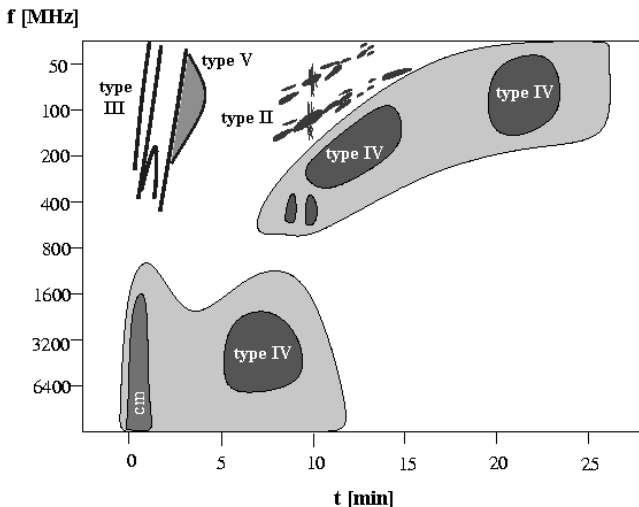 f [MHz]
50
100
200
400
800
1600
3200
6400
type
III
type V
type II
type IV
type IV
type IV
cm
0
5
10
15
20
25
t [min]